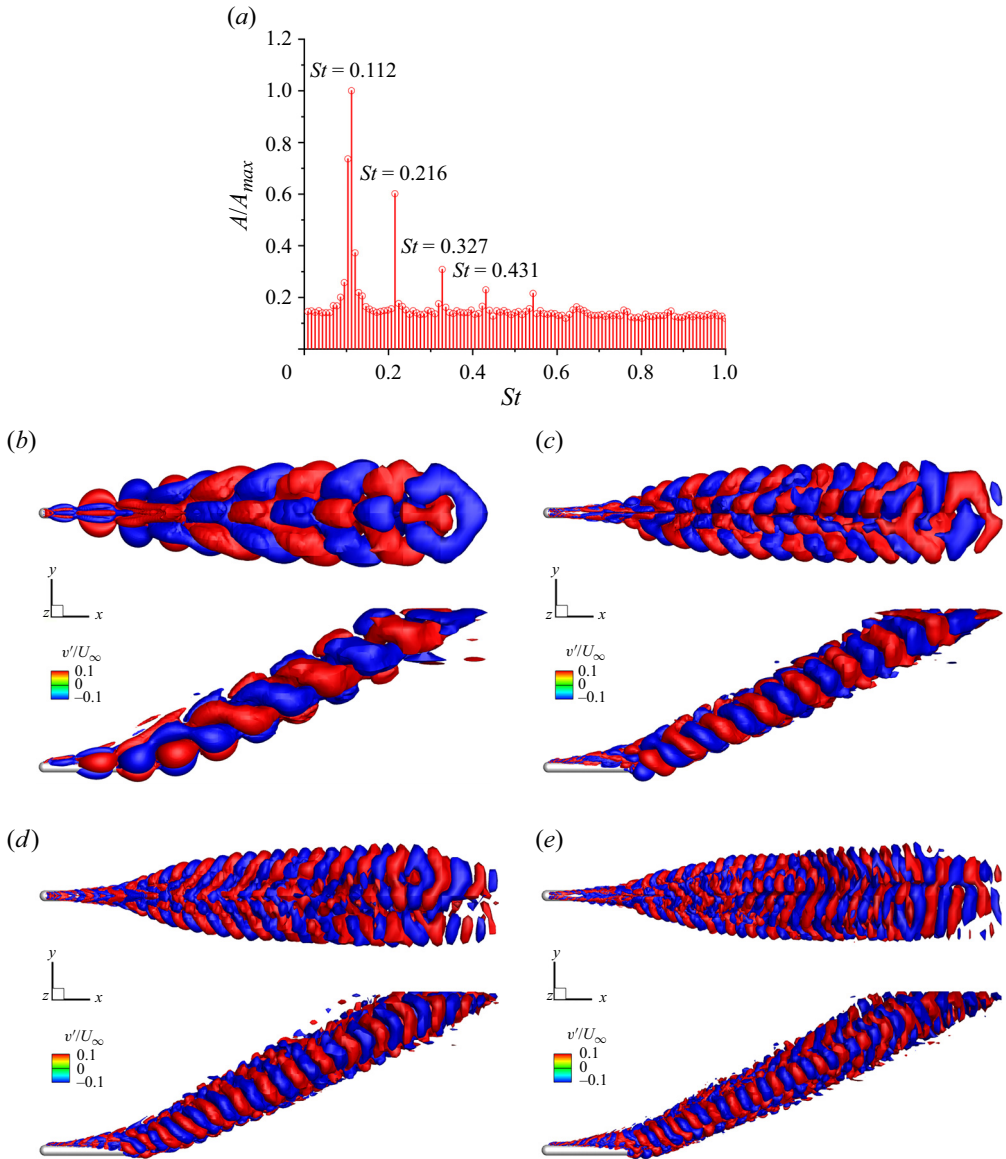 (a)
1.2
1.0
0.8
0.6
0.4
0.2
A/A_max
St = 0.112
St = 0.216
St = 0.327
St = 0.431
0 0.2 0.4 0.6 0.8 1.0
St
(b) (c)
y
z x
v′/U∞
0.1
0
−0.1
y
z x
v′/U∞
0.1
0
−0.1
(d) (e)
y
z x
v′/U∞
0.1
0
−0.1
y
z x
v′/U∞
0.1
0
−0.1